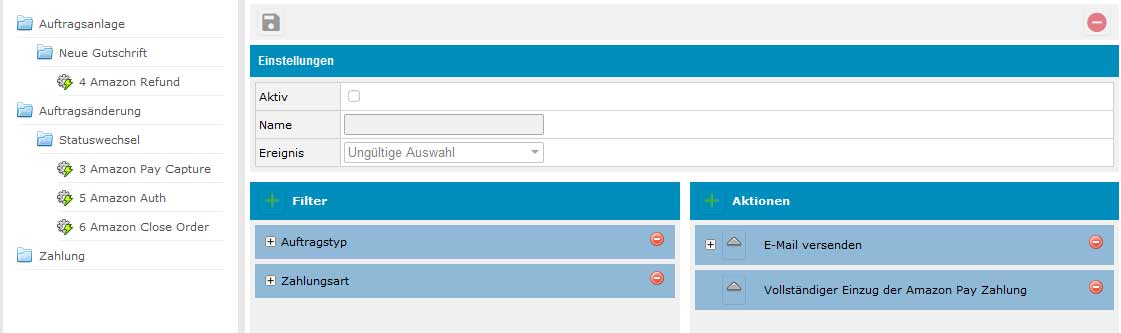 Auftragsanlage
Neue Gutschrift
4 Amazon Refund
Auftragsänderung
Statuswechsel
3 Amazon Pay Capture
5 Amazon Auth
6 Amazon Close Order
Zahlung
Einstellungen
Aktiv
Name
Ereignis Ungültige Auswahl
Filter
Auftragstyp
Zahlungsart
Aktionen
E-Mail versenden
Vollständiger Einzug der Amazon Pay Zahlung